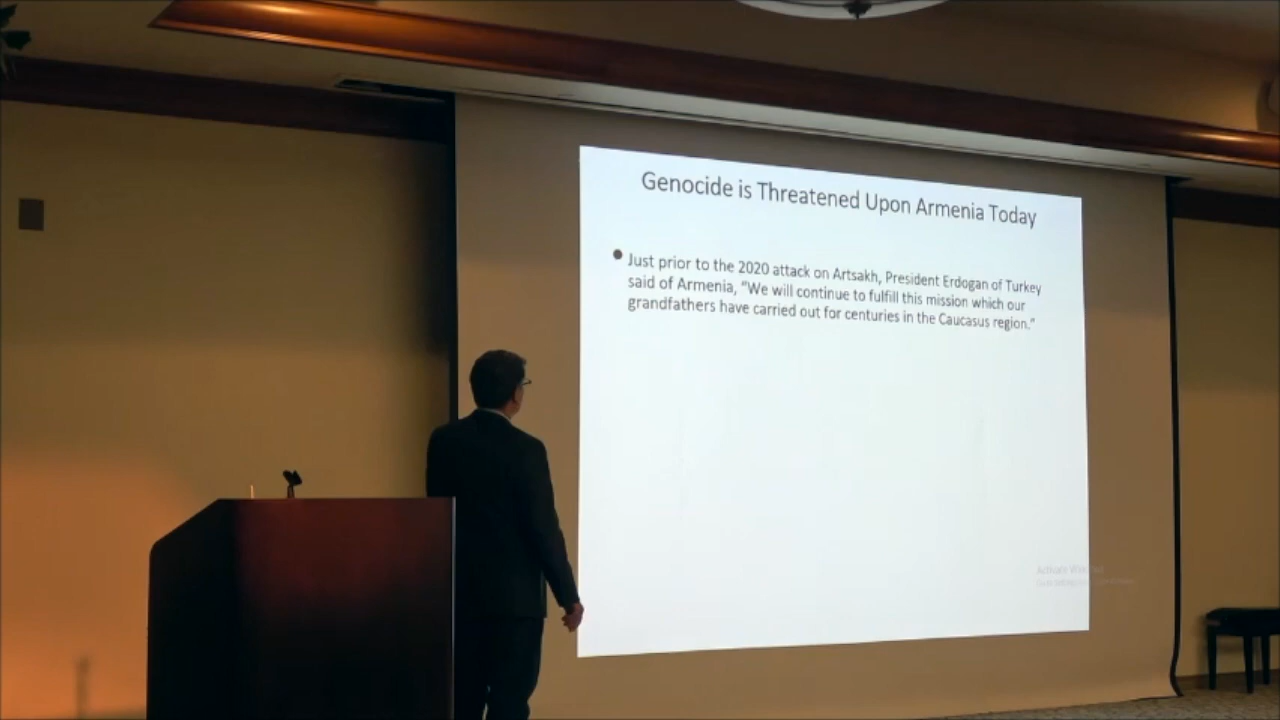 Genocide is Threatened Upon Armenia Today
Just prior to the 2020 attack on Artsakh, President Erdogan of Turkey
said of Armenia, "We will continue to fulfill this mission which our
grandfathers have carried out for centuries in the Caucasus region."